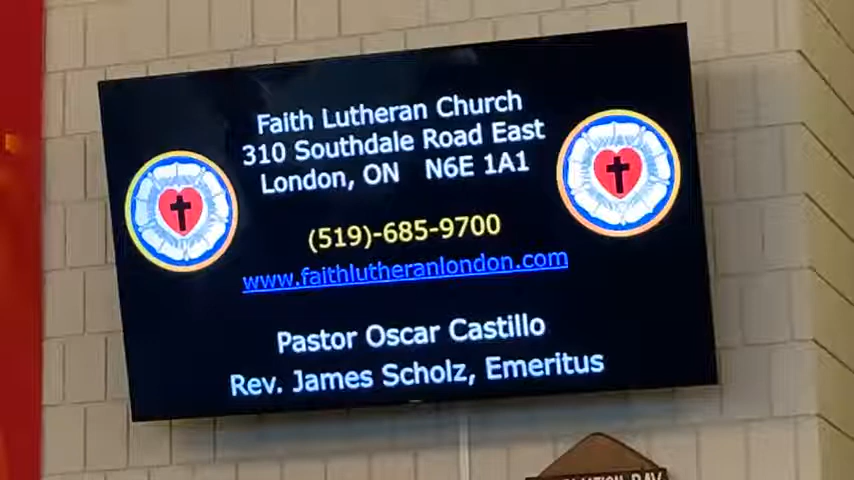 Faith Lutheran Church
310 Southdale Road East
London, ON N6E 1A1
(519)-685-9700
www.faithlutheranlondon.com
Pastor Oscar Castillo
Rev. James Scholz, Emeritus
DAY